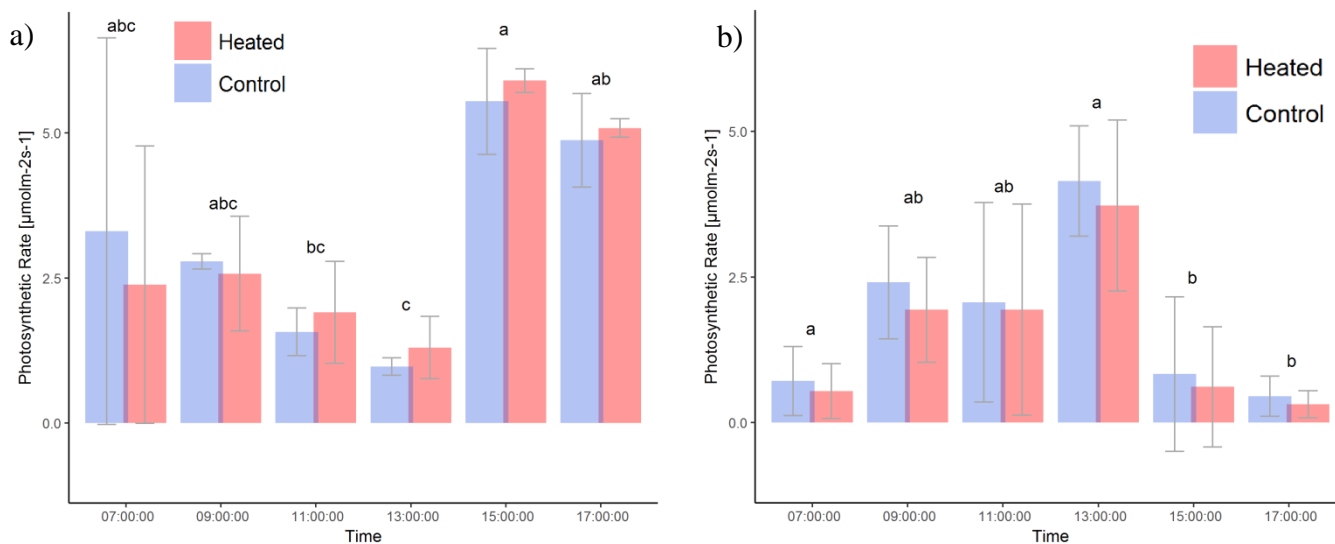 a)
Heated
Control
abc
abc
bc
c
a
ab
Photosynthetic Rate [µmolm-2s-1]
5.0
2.5
0.0
07:00:00 09:00:00 11:00:00 13:00:00 15:00:00 17:00:00
Time
b)
Heated
Control
a
ab
ab
a
b
b
Photosynthetic Rate [µmolm-2s-1]
5.0
2.5
0.0
07:00:00 09:00:00 11:00:00 13:00:00 15:00:00 17:00:00
Time